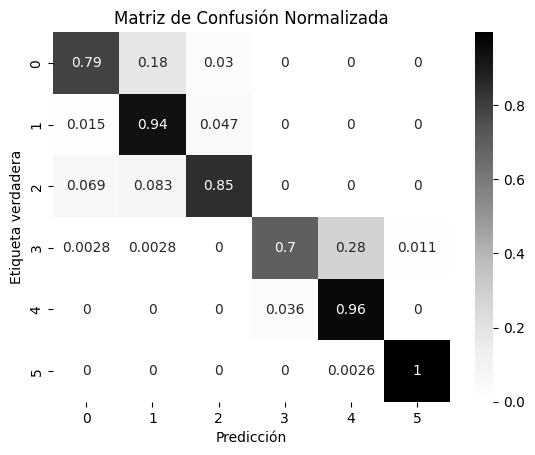 Matriz de Confusión Normalizada
Etiqueta verdadera
0 0.79 0.18 0.03 0 0 0
1 0.015 0.94 0.047 0 0 0
2 0.069 0.083 0.85 0 0 0
3 0.0028 0.0028 0 0.7 0.28 0.011
4 0 0 0 0.036 0.96 0
5 0 0 0 0 0.0026 1
0 1 2 3 4 5
Predicción
0.8
0.6
0.4
0.2
0.0